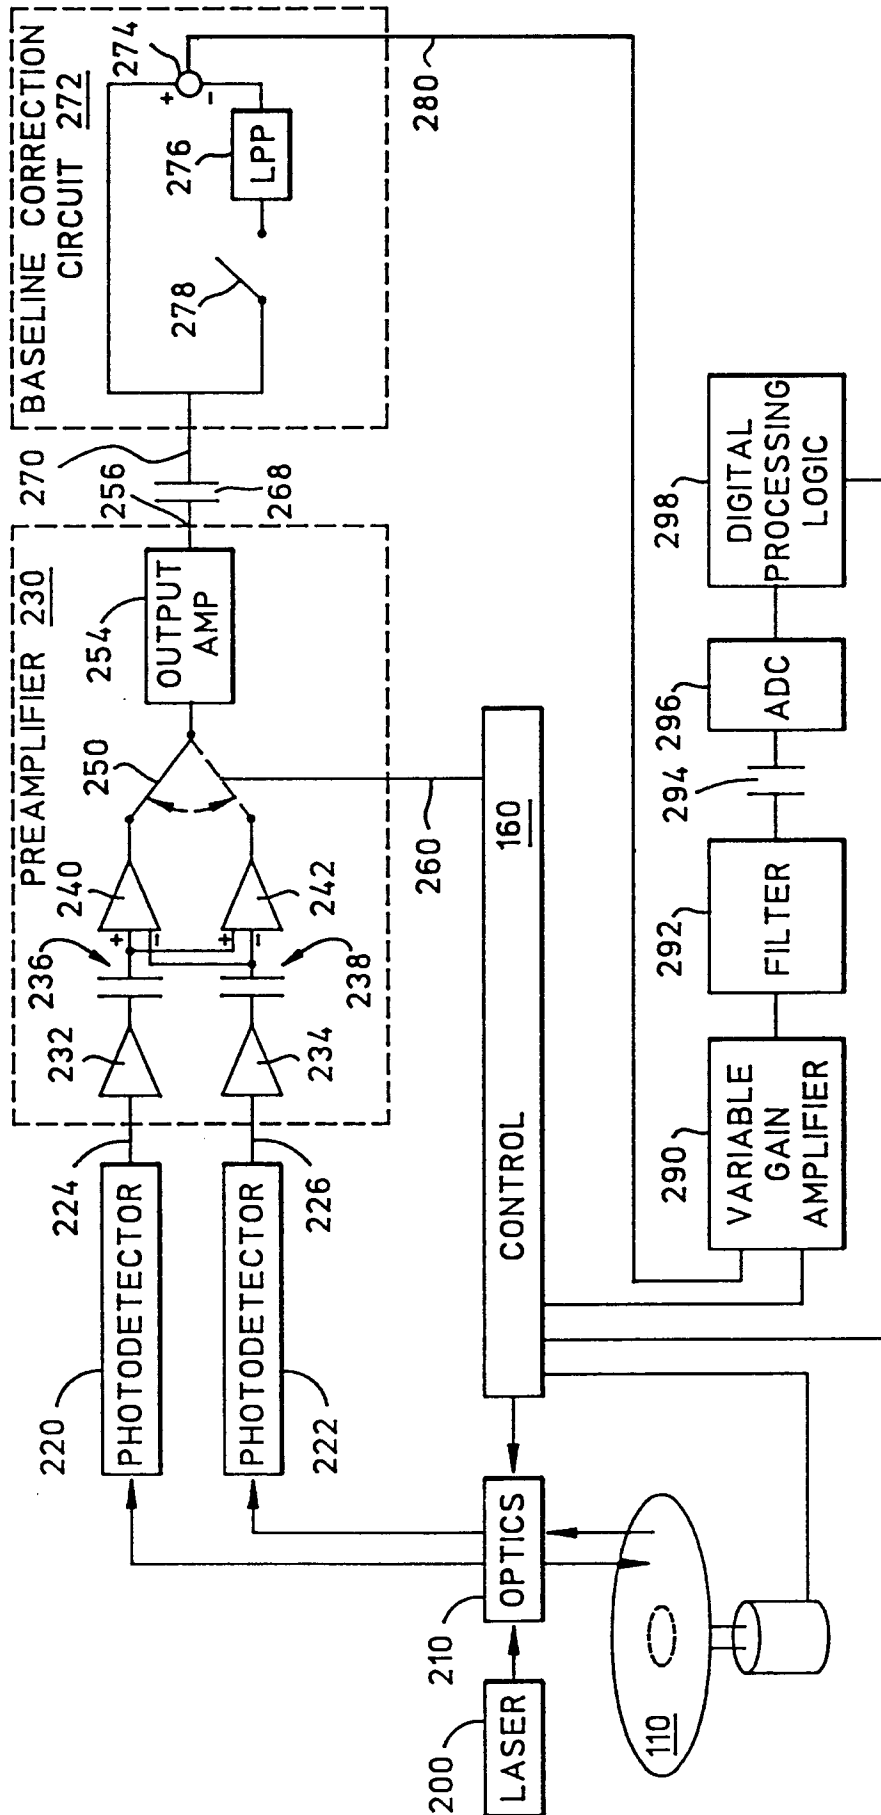 BASELINE CORRECTION
CIRCUIT 272
274
+
−
276
LPP
278
280
270
256
268
PREAMPLIFIER 230
254
OUTPUT
AMP
250
240
242
+
−
+
−
236
238
232
234
260
224
226
220
PHOTODETECTOR
222
PHOTODETECTOR
CONTROL 160
210
OPTICS
200
LASER
110
290
VARIABLE
GAIN
AMPLIFIER
292
FILTER
294
296
ADC
298
DIGITAL
PROCESSING
LOGIC